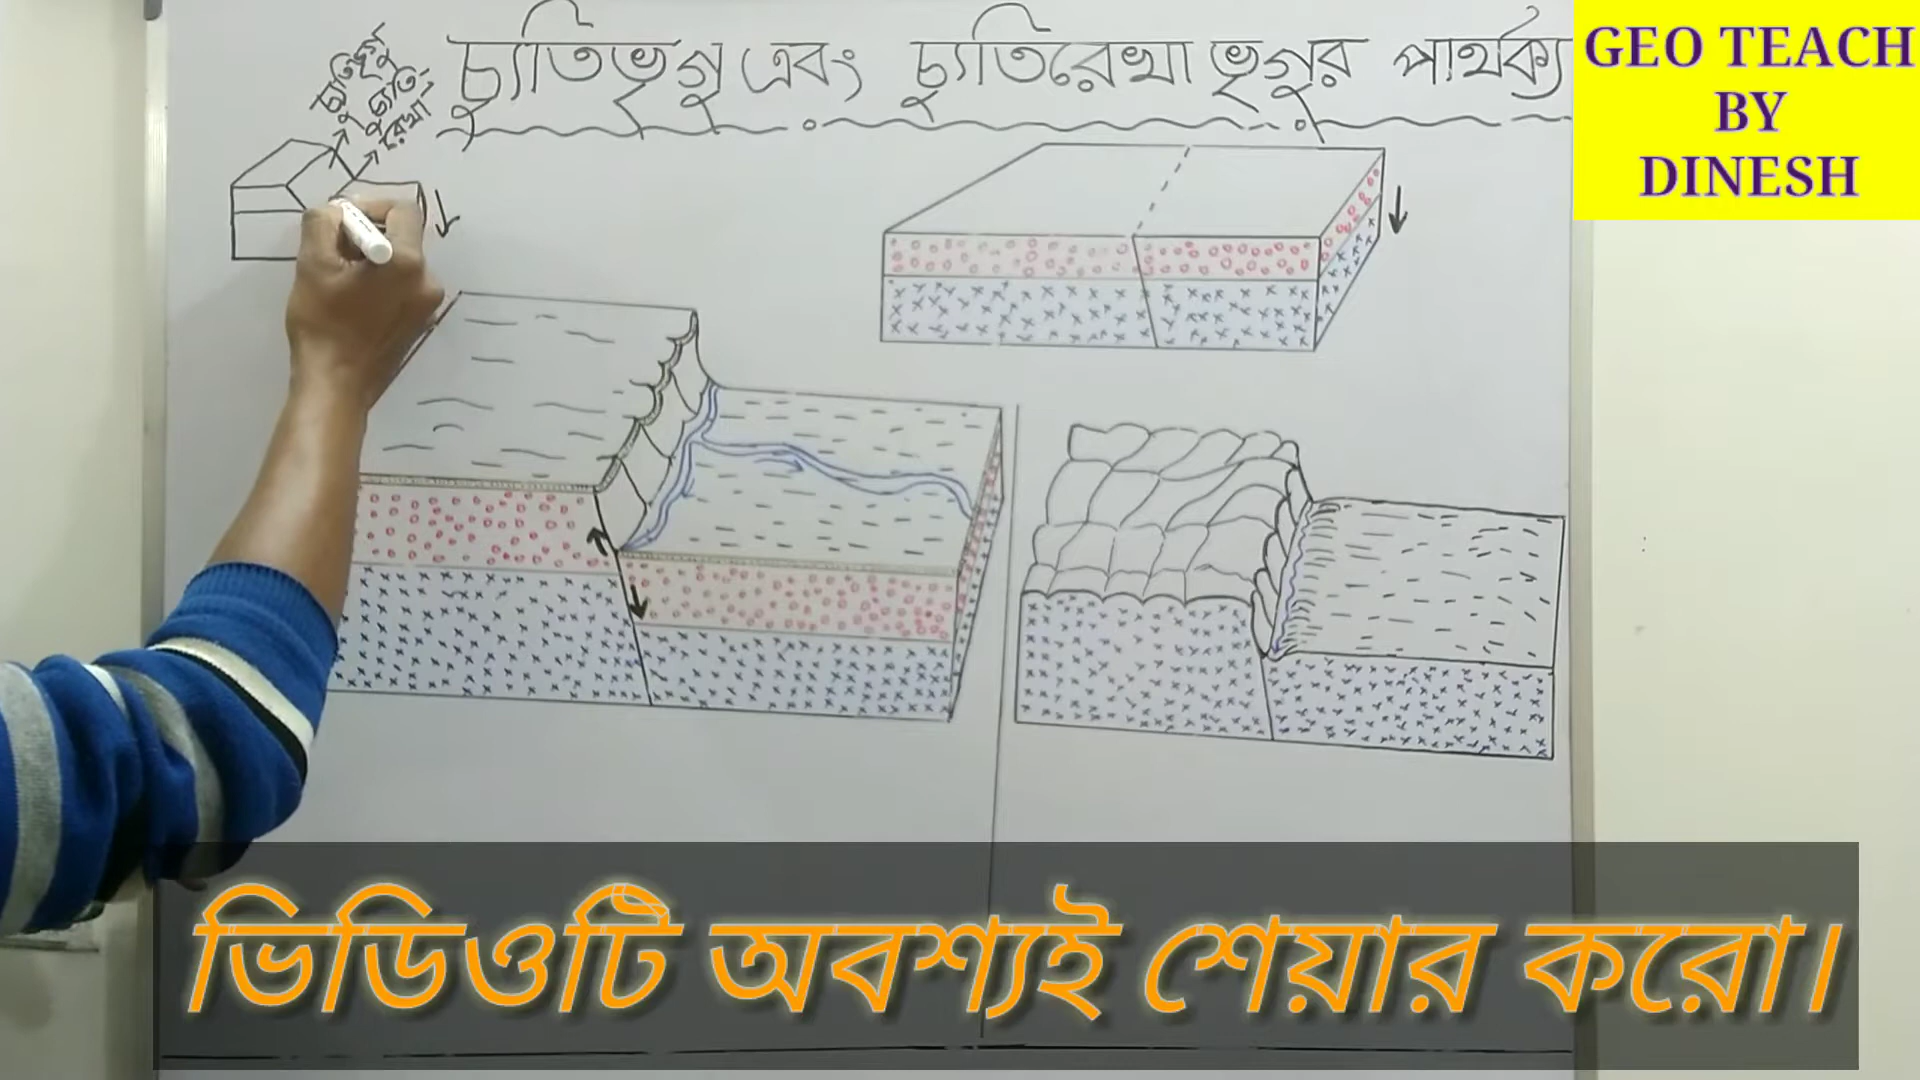 চ্যুতিভৃগু এবং চ্যুতিরেখা ভৃগুর পার্থক্য
চ্যুতিভৃগু
চ্যুতি-
রেখা
GEO TEACH
BY
DINESH
ভিডিওটি অবশ্যই শেয়ার করো।